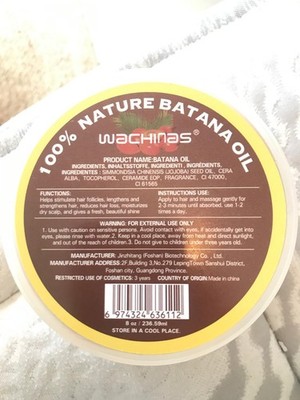 100% NATURE BATANA OIL
WACHINAS®
PRODUCT NAME:BATANA OIL
INGREDIENTS, INHALTSSTOFFE, INGREDIENTI, INGRÉDIENTS,
INGREDIENTES: SIMMONDSIA CHINENSIS (JOJOBA) SEED OIL, CERA
ALBA, TOCOPHEROL, CERAMIDE EOP, FRAGRANCE, CI 47000,
CI 61565
FUNCTIONS:
Helps stimulate hair follicles, lengthens and
strengthens hair, reduces hair loss, moisturizes
dry scalp, and gives a fresh, beautiful shine
INSTRUCTIONS USE:
Apply to hair and massage gently for
2-3 minutes until absorbed, use 1-2
times a day.
WARNING: FOR EXTERNAL USE ONLY
1. Use with caution on sensitive persons. Avoid contact with eyes, if accidentally get into
eyes, please rinse with water. 2. Keep in a cool place, away from heat and direct sunlight,
and out of the reach of children. 3. Do not give to children under three years old.
MANUFACTURER: Jinzhitang (Foshan) Biotechnology Co. , Ltd.
MANUFACTURER ADDRESS: 2F,Building 3,No.279 LepingTown Sanshui District,
Foshan city, Guangdong Province.
RESTRICTED USE OF COSMETICS: 3 years COUNTRY OF ORIGIN:Made in china
6 974324 636112
8 oz / 236.59ml
STORE IN A COOL PLACE.